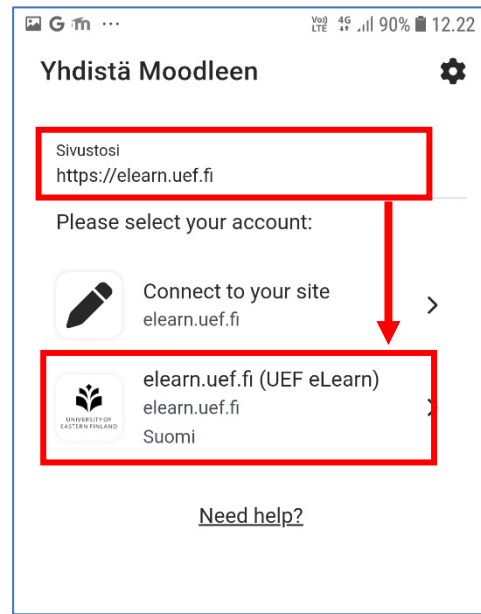 Vo)) LTE 4G 90% 12.22
Yhdistä Moodleen
Sivustosi
https://elearn.uef.fi
Please select your account:
Connect to your site
elearn.uef.fi
elearn.uef.fi (UEF eLearn)
elearn.uef.fi
Suomi
UNIVERSITY OF
EASTERN FINLAND
Need help?